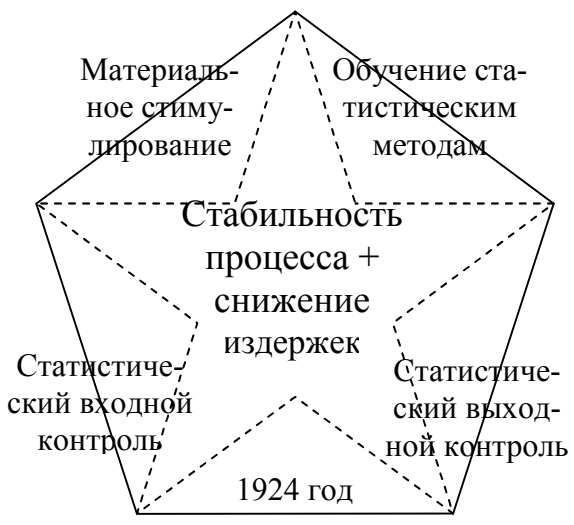 Материаль-
ное стиму-
лирование
Обучение ста-
тистическим
методам
Стабильность
процесса +
снижение
издержек
Статистиче-
ский входной
контроль
Статистиче-
ский выход-
ной контроль
1924 год